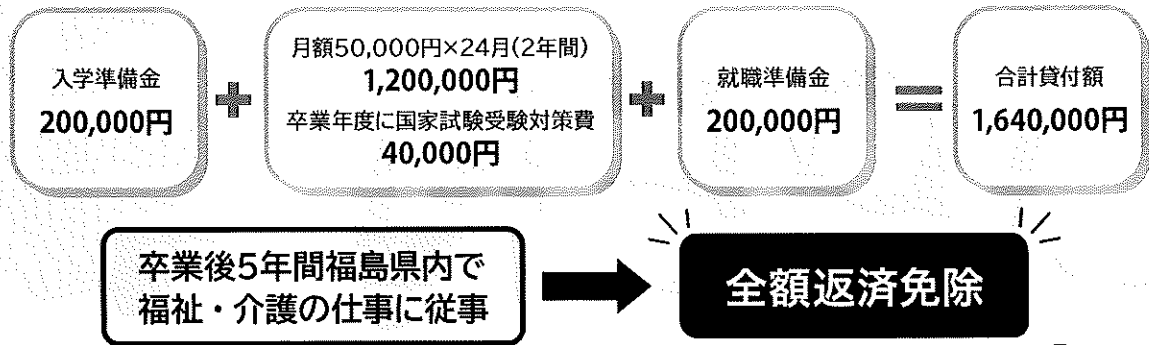 入学準備金
200,000円
+
月額50,000円×24月(2年間)
1,200,000円
卒業年度に国家試験受験対策費
40,000円
+
就職準備金
200,000円
=
合計貸付額
1,640,000円
卒業後5年間福島県内で
福祉・介護の仕事に従事
全額返済免除